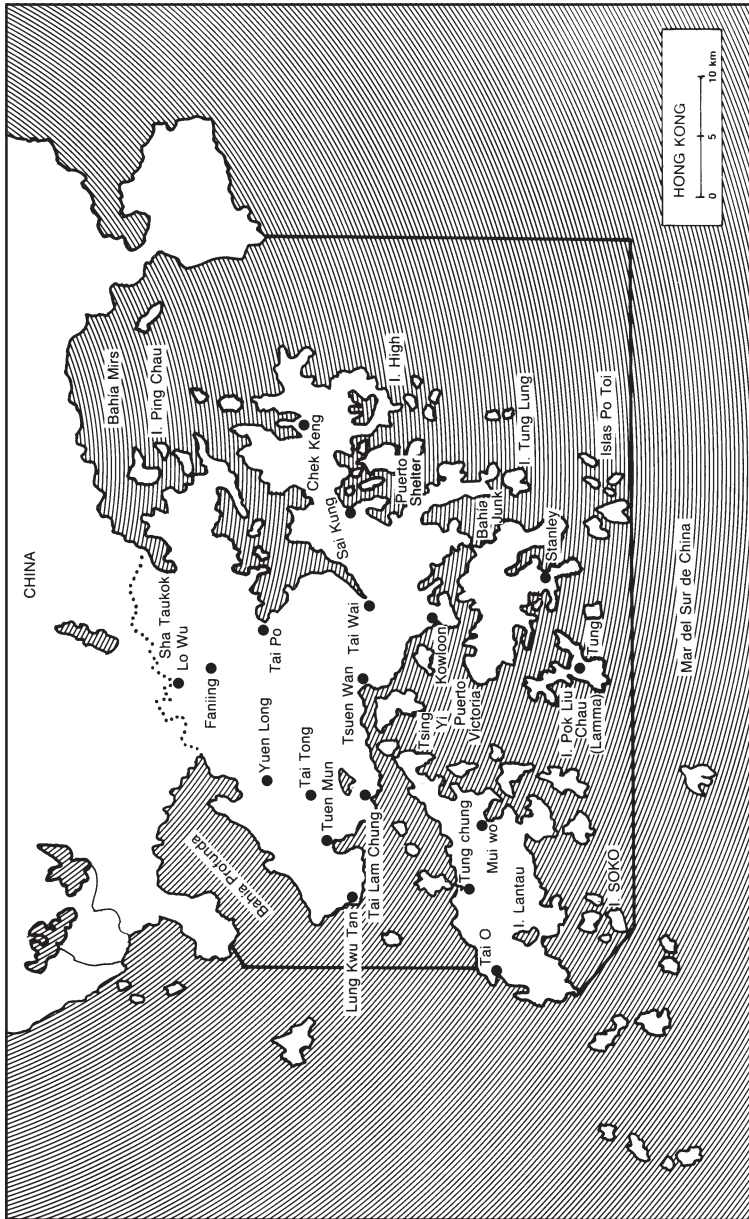 CHINA
Bahia Mirs
I. Ping Chau
Sha Taukok
Lo Wu
Faniing
Yuen Long
Tai Po
Tai Tong
Tuen Mun
Bahia Profunda
Chek Keng
Sai Kung
I. High
Puerto
Shelter
Tai Wai
Tsuen Wan
Tai Lam Chung
Lung Kwu Tan
Kowloon
Tsing
Yi
Puerto
Victoria
Bahia
Junk
I. Tung Lung
Stanley
Islas Po Toi
Tung chung
Mui wo
Tai O
I. Lantau
I. Pok Liu
Chau
(Lamma)
Tung
I. SOKO
Mar del Sur de China
HONG KONG
0 5 10 km